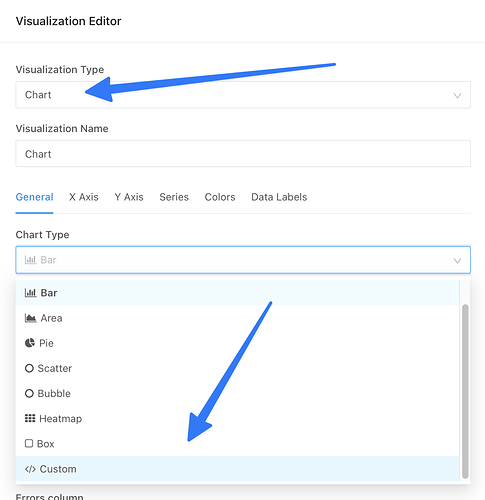 Visualization Editor
Visualization Type
Chart
Visualization Name
Chart
General X Axis Y Axis Series Colors Data Labels
Chart Type
Bar
Bar
Area
Pie
Scatter
Bubble
Heatmap
Box
</> Custom
Errors column